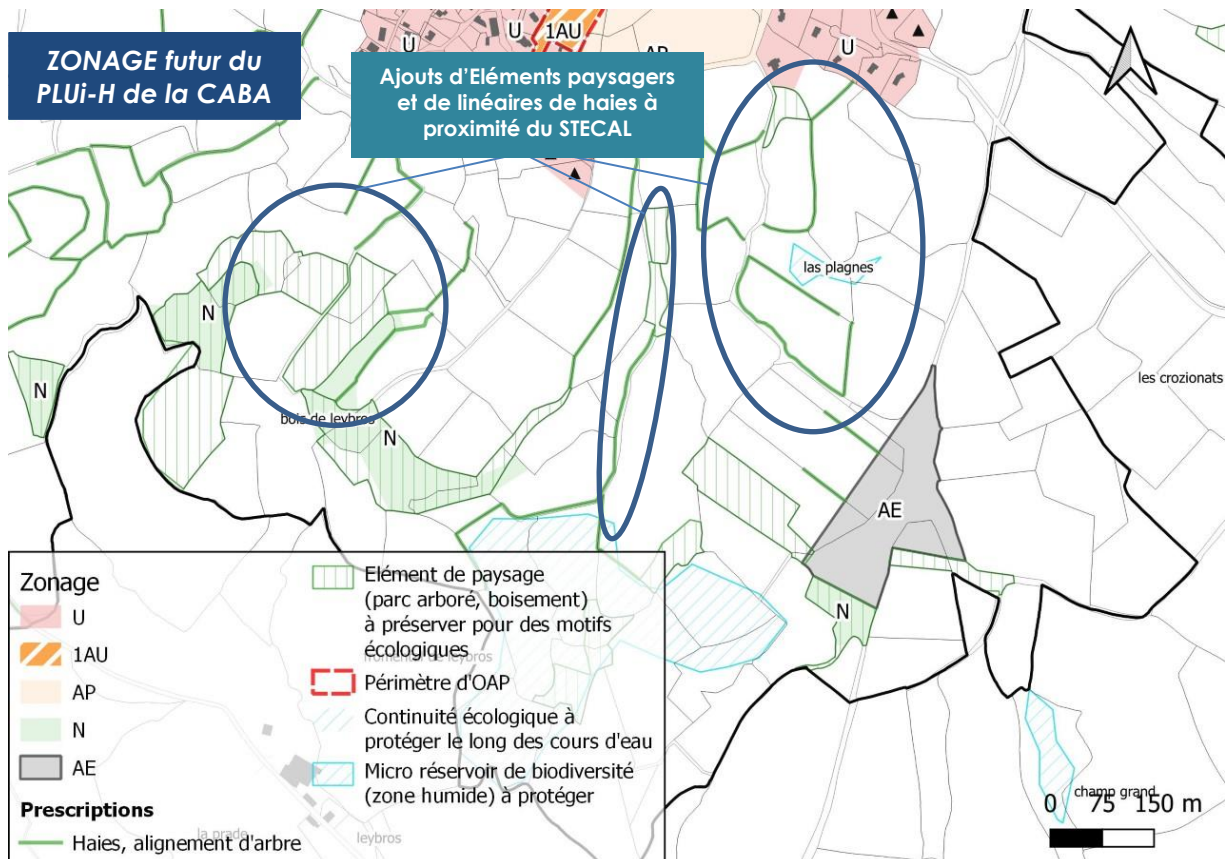 ZONAGE futur du
PLUi-H de la CABA
Ajouts d'Eléments paysagers
et de linéaires de haies à
proximité du STECAL
U
U
1AU
AP
U
las plagnes
les crozionats
N
N
bois de leybros
N
AE
N
champ grand
0 75 150 m
Zonage
U
1AU
AP
N
AE
Prescriptions
Haies, alignement d'arbre
Elément de paysage
(parc arboré, boisement)
à préserver pour des motifs
écologiques
Périmètre d'OAP
Continuité écologique à
protéger le long des cours d'eau
Micro réservoir de biodiversité
(zone humide) à protéger
la prade
leybros